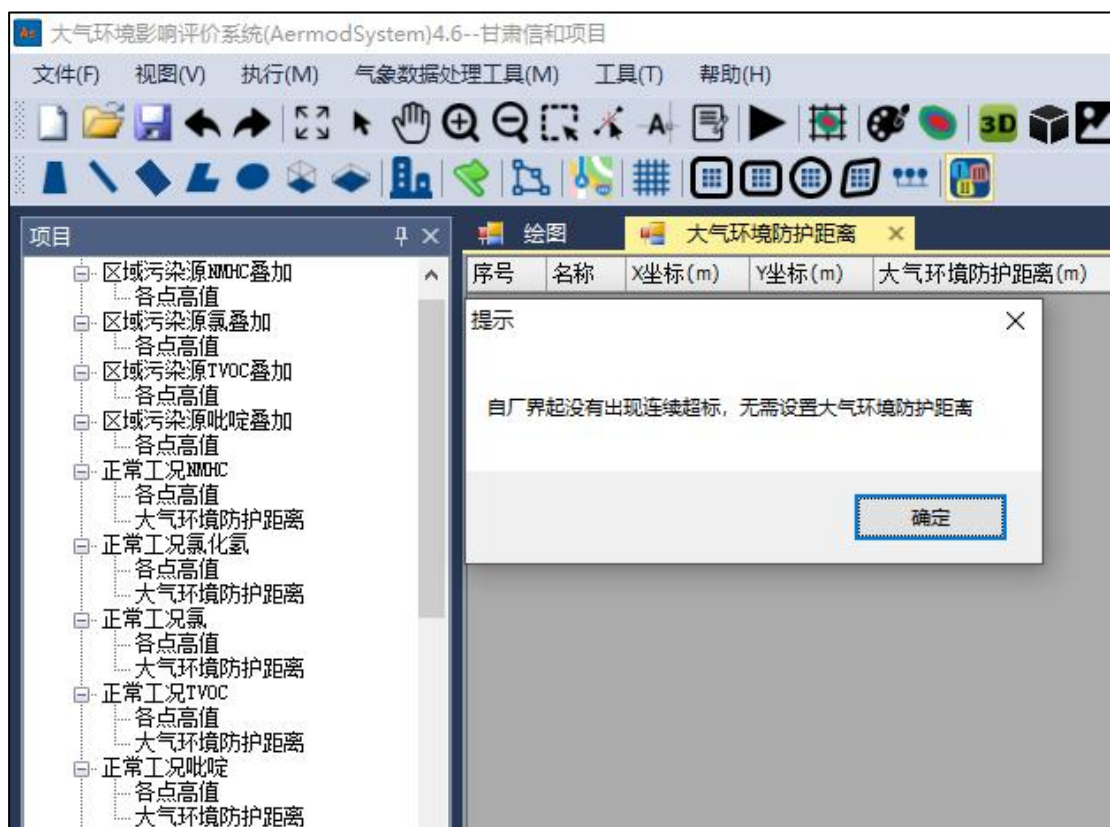 As 大气环境影响评价系统(AermodSystem)4.6--甘肃信和项目
文件(F) 视图(V) 执行(M) 气象数据处理工具(M) 工具(T) 帮助(H)
A 3D
项目
绘图 大气环境防护距离
序号 名称 X坐标(m) Y坐标(m) 大气环境防护距离(m)
区域污染源NMHC叠加
各点高值
区域污染源氯叠加
各点高值
区域污染源TVOC叠加
各点高值
区域污染源吡啶叠加
各点高值
正常工况NMHC
各点高值
大气环境防护距离
正常工况氯化氢
各点高值
大气环境防护距离
正常工况氯
各点高值
大气环境防护距离
正常工况TVOC
各点高值
大气环境防护距离
正常工况吡啶
各点高值
大气环境防护距离
提示
自厂界起没有出现连续超标，无需设置大气环境防护距离
确定